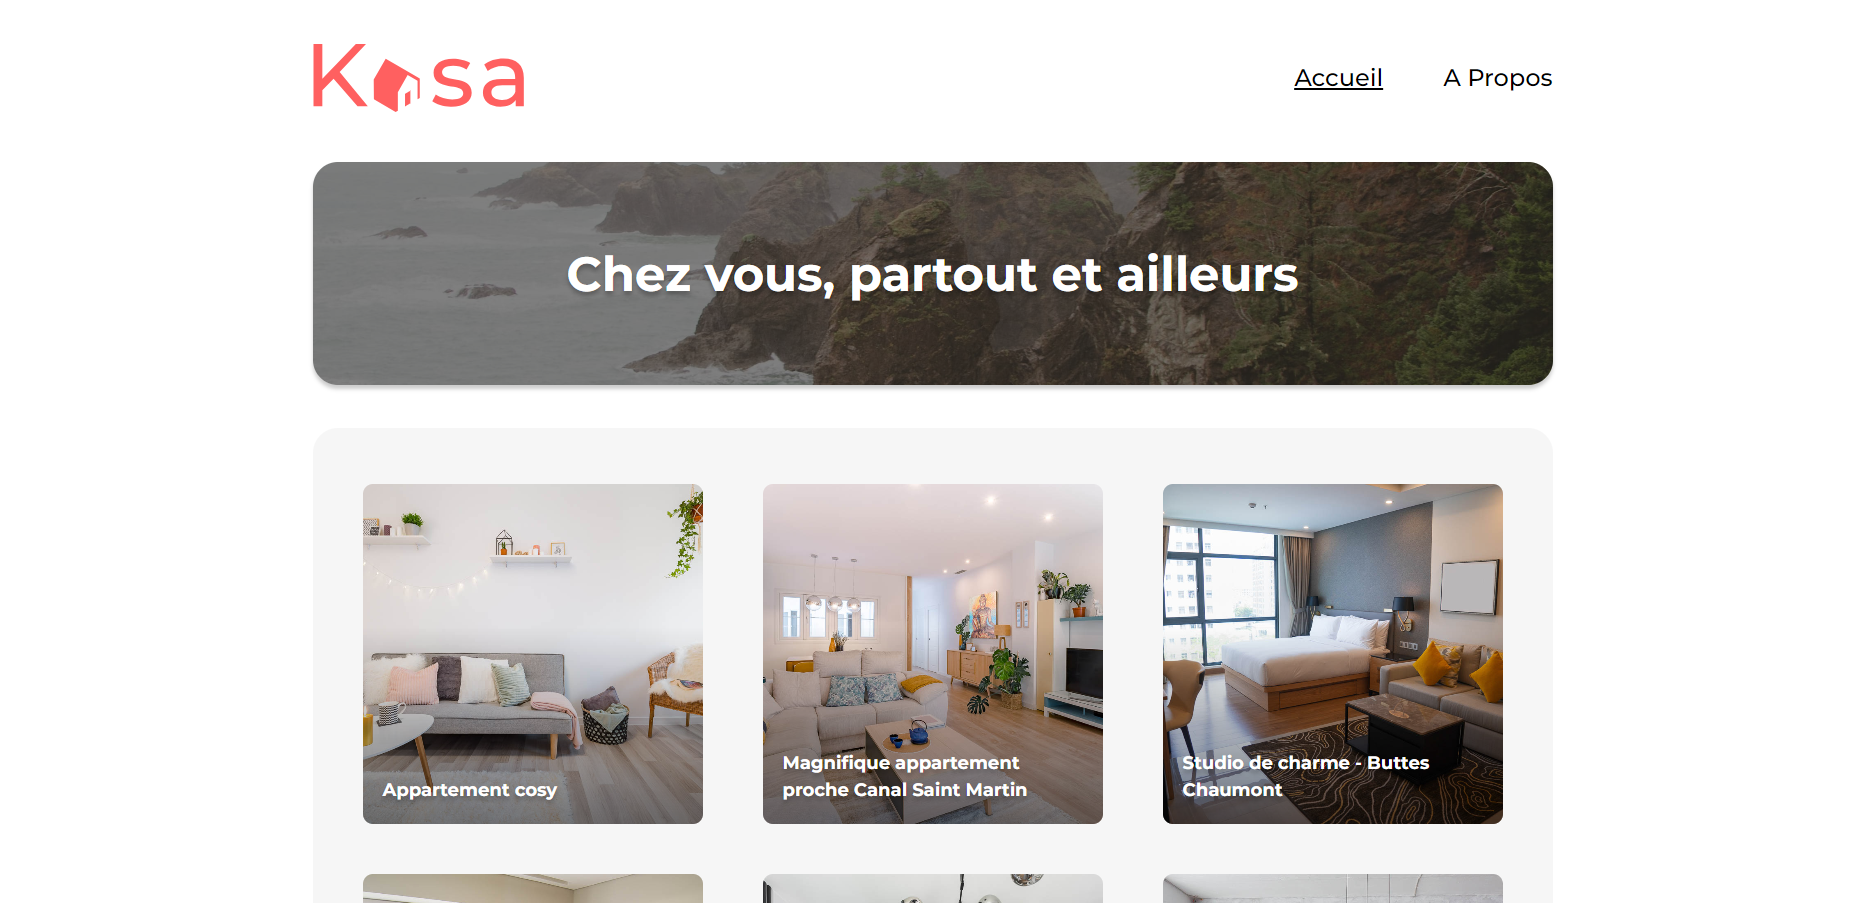 Kasa
Accueil
A Propos
Chez vous, partout et ailleurs
Appartement cosy
Magnifique appartement
proche Canal Saint Martin
Studio de charme - Buttes
Chaumont